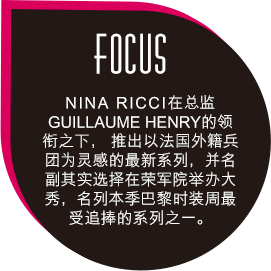 FOCUS
NINA RICCI在总监
GUILLAUME HENRY的领
衔之下，推出以法国外籍兵
团为灵感的最新系列，并名
副其实选择在荣军院举办大
秀，名列本季巴黎时装周最
受追捧的系列之一。